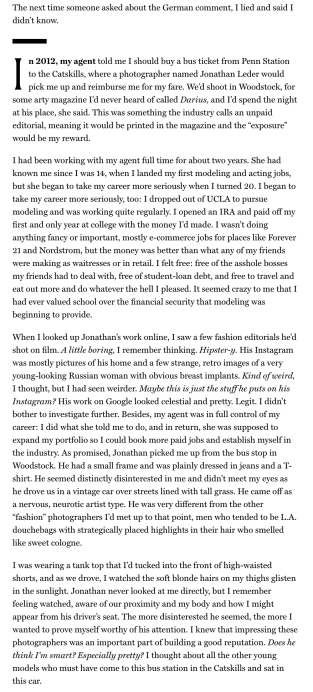 The next time someone asked about the German comment, I lied and said I
didn't know.
In 2012, my agent told me I should buy a bus ticket from Penn Station
to the Catskills, where a photographer named Jonathan Leder would
pick me up and reimburse me for my fare. We'd shoot in Woodstock, for
some arty magazine I'd never heard of called Darius, and I'd spend the night
at his place, she said. This was something the industry calls an unpaid
editorial, meaning it would be printed in the magazine and the "exposure"
would be my reward.
I had been working with my agent full time for about two years. She had
known me since I was 14, when I landed my first modeling and acting jobs,
but she began to take my career more seriously when I turned 20. I began to
take my career more seriously, too: I dropped out of UCLA to pursue
modeling and was working quite regularly. I opened an IRA and paid off my
first and only year at college with the money I'd made. I wasn't doing
anything fancy or important, mostly e-commerce jobs for places like Forever
21 and Nordstrom, but the money was better than what any of my friends
were making as waitresses or in retail. I felt free: free of the asshole bosses
my friends had to deal with, free of student-loan debt, and free to travel and
eat out more and do whatever the hell I pleased. It seemed crazy to me that I
had ever valued school over the financial security that modeling was
beginning to provide.
When I looked up Jonathan's work online, I saw a few fashion editorials he'd
shot on film. A little boring, I remember thinking. Hipster-y. His Instagram
was mostly pictures of his home and a few strange, retro images of a very
young-looking Russian woman with obvious breast implants. Kind of weird,
I thought, but I had seen weirder. Maybe this is just the stuff he puts on his
Instagram? His work on Google looked celestial and pretty. Legit. I didn't
bother to investigate further. Besides, my agent was in full control of my
career: I did what she told me to do, and in return, she was supposed to
expand my portfolio so I could book more paid jobs and establish myself in
the industry. As promised, Jonathan picked me up from the bus stop in
Woodstock. He had a small frame and was plainly dressed in jeans and a T-
shirt. He seemed distinctly disinterested in me and didn't meet my eyes as
he drove us in a vintage car over streets lined with tall grass. He came off as
a nervous, neurotic artist type. He was very different from the other
"fashion" photographers I'd met up to that point, men who tended to be L.A.
douchebags with strategically placed highlights in their hair who smelled
like sweet cologne.
I was wearing a tank top that I'd tucked into the front of high-waisted
shorts, and as we drove, I watched the soft blonde hairs on my thighs glisten
in the sunlight. Jonathan never looked at me directly, but I remember
feeling watched, aware of our proximity and my body and how I might
appear from his driver's seat. The more disinterested he seemed, the more I
wanted to prove myself worthy of his attention. I knew that impressing these
photographers was an important part of building a good reputation. Does he
think I'm smart? Especially pretty? I thought about all the other young
models who must have come to this bus station in the Catskills and sat in
this car.